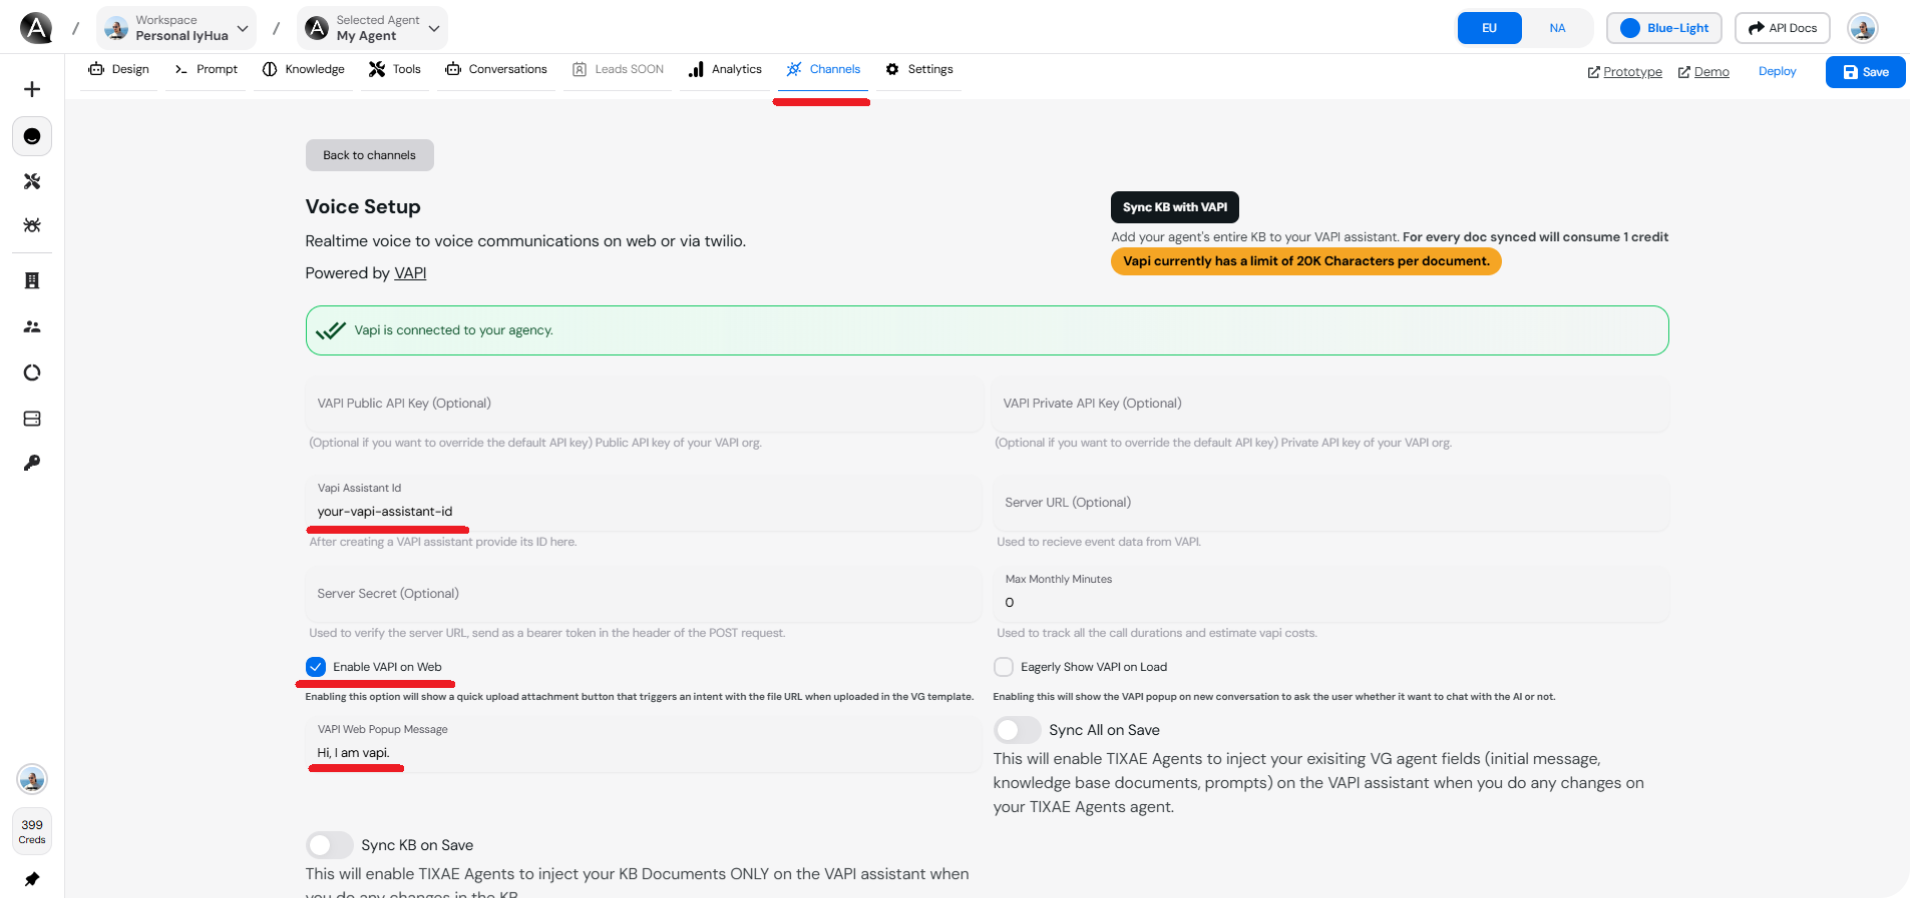 A
/
Workspace
Personal IyHua
/
A
Selected Agent
My Agent
EU
NA
Blue-Light
API Docs
Design
Prompt
Knowledge
Tools
Conversations
Leads SOON
Analytics
Channels
Settings
Prototype
Demo
Deploy
Save
Back to channels
Voice Setup
Realtime voice to voice communications on web or via twilio.
Powered by VAPI
Sync KB with VAPI
Add your agent's entire KB to your VAPI assistant. For every doc synced will consume 1 credit
Vapi currently has a limit of 20K Characters per document.
Vapi is connected to your agency.
VAPI Public API Key (Optional)
(Optional if you want to override the default API key) Public API key of your VAPI org.
VAPI Private API Key (Optional)
(Optional if you want to override the default API key) Private API key of your VAPI org.
Vapi Assistant Id
your-vapi-assistant-id
After creating a VAPI assistant provide its ID here.
Server URL (Optional)
Used to recieve event data from VAPI.
Server Secret (Optional)
Used to verify the server URL, send as a bearer token in the header of the POST request.
Max Monthly Minutes
0
Used to track all the call durations and estimate vapi costs.
Enable VAPI on Web
Enabling this option will show a quick upload attachment button that triggers an intent with the file URL when uploaded in the VG template.
Eagerly Show VAPI on Load
Enabling this will show the VAPI popup on new conversation to ask the user whether it want to chat with the AI or not.
VAPI Web Popup Message
Hi, I am vapi.
Sync All on Save
This will enable TIXAE Agents to inject your exisiting VG agent fields (initial message,
knowledge base documents, prompts) on the VAPI assistant when you do any changes on
your TIXAE Agents agent.
Sync KB on Save
This will enable TIXAE Agents to inject your KB Documents ONLY on the VAPI assistant when
you do any changes in the KB
399
Creds